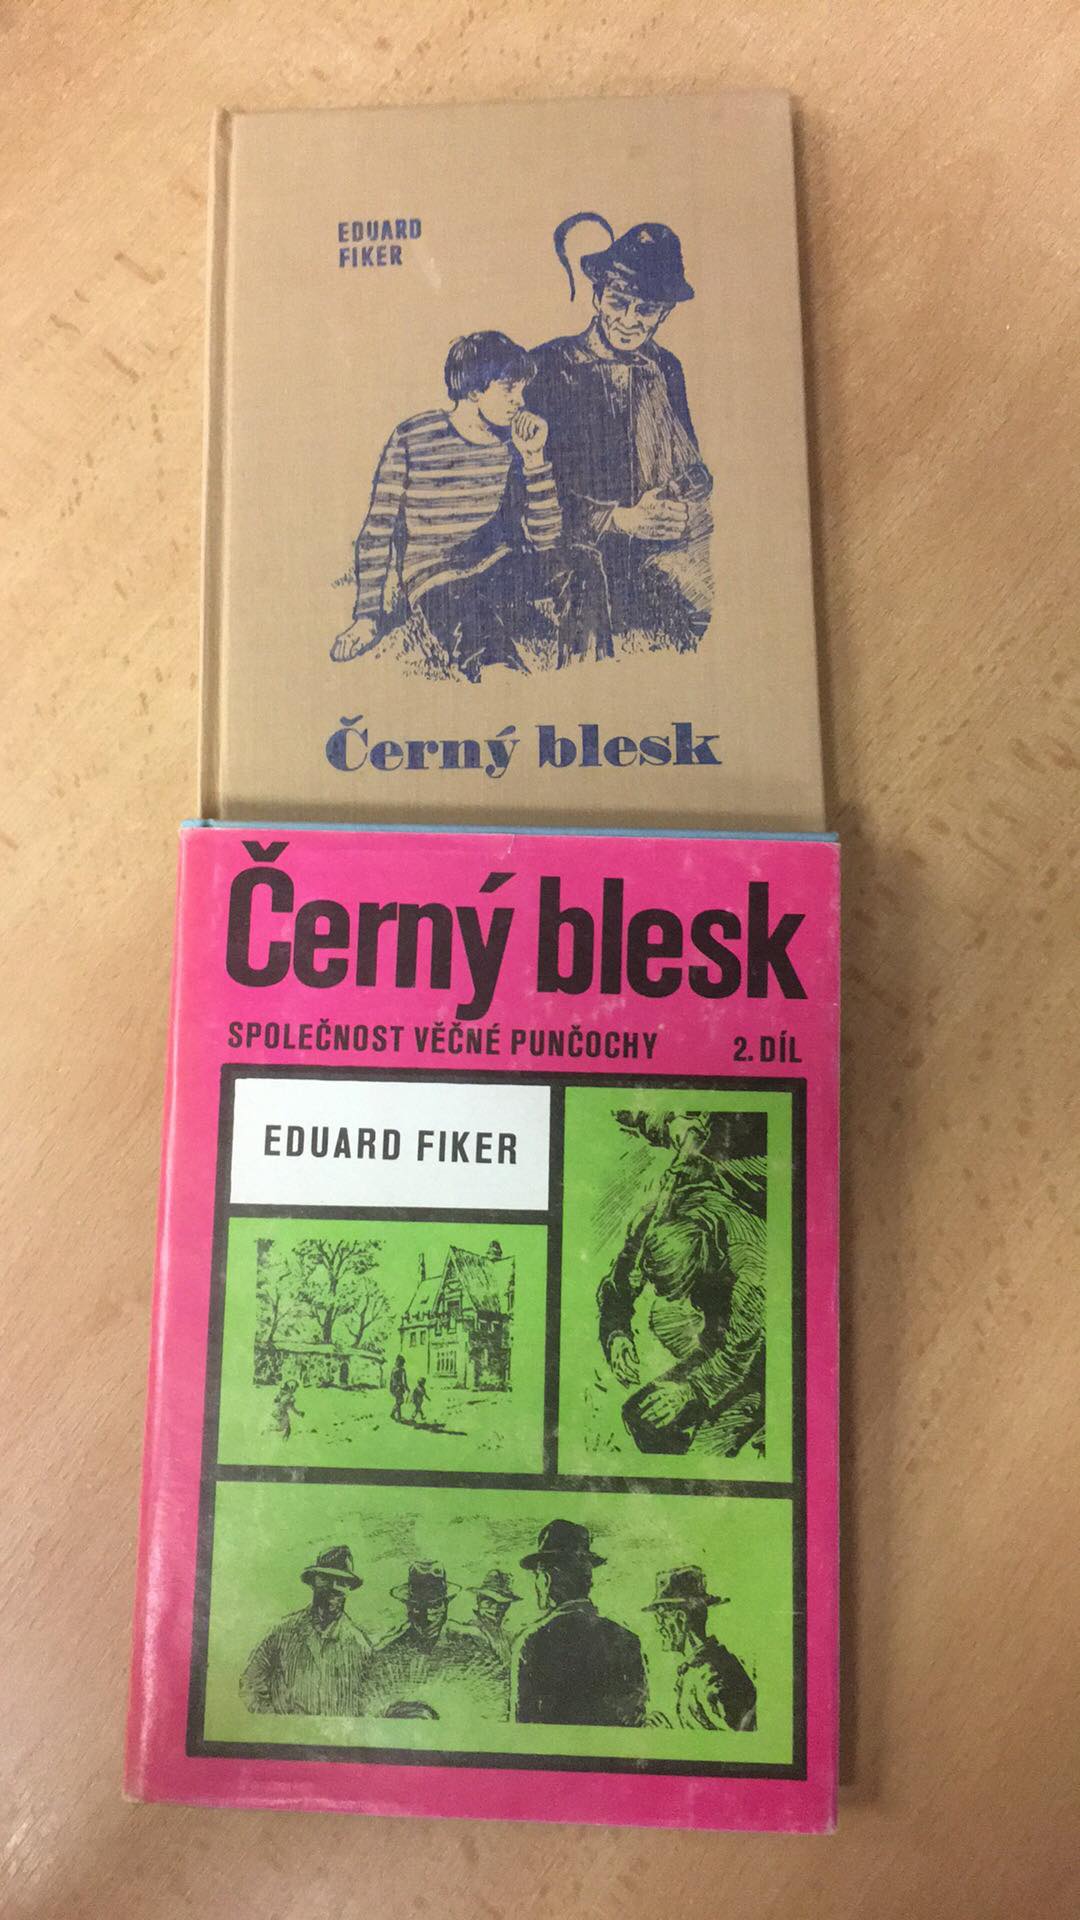 EDUARD
FIKER
Černý blesk
Černý blesk
SPOLEČNOST VĚČNÉ PUNČOCHY 2. DÍL
EDUARD FIKER